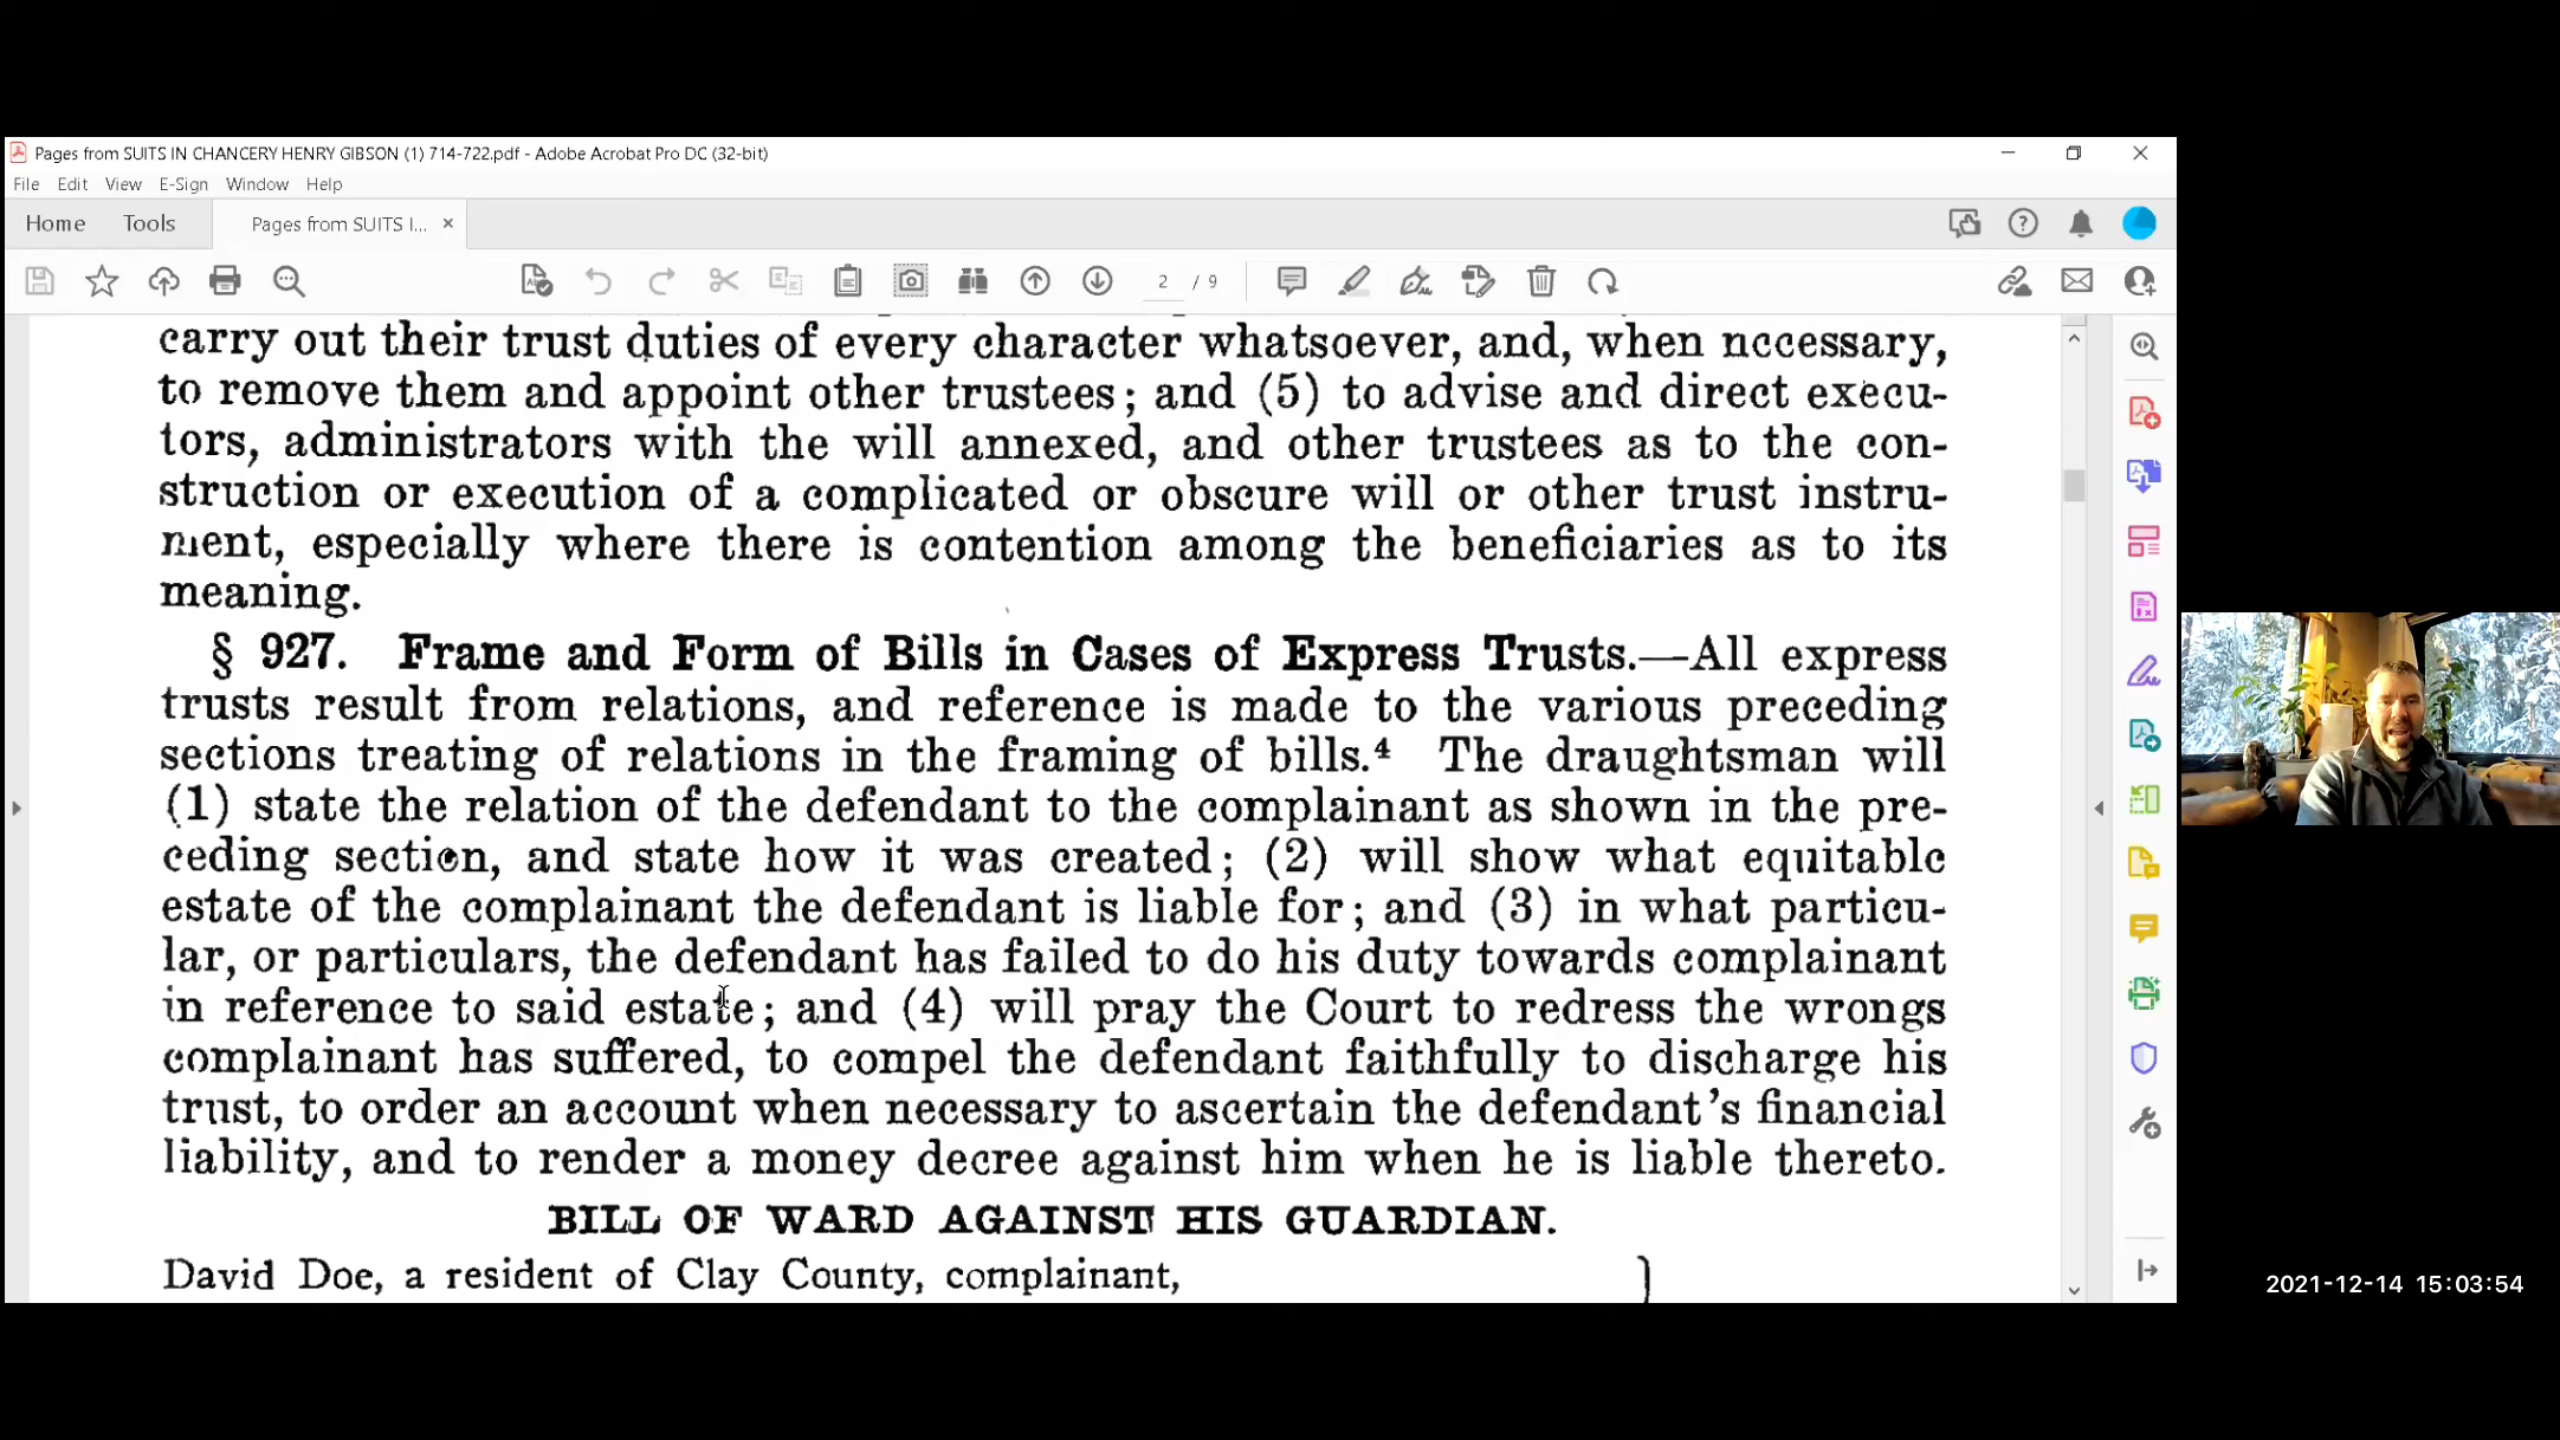 Pages from SUITS IN CHANCERY HENRY GIBSON (1) 714-722.pdf - Adobe Acrobat Pro DC (32-bit)
File Edit View E-Sign Window Help
Home Tools Pages from SUITS I... ×
2 / 9
carry out their trust duties of every character whatsoever, and, when necessary,
to remove them and appoint other trustees; and (5) to advise and direct execu-
tors, administrators with the will annexed, and other trustees as to the con-
struction or execution of a complicated or obscure will or other trust instru-
ment, especially where there is contention among the beneficiaries as to its
meaning.
§ 927. Frame and Form of Bills in Cases of Express Trusts.—All express
trusts result from relations, and reference is made to the various preceding
sections treating of relations in the framing of bills.⁴ The draughtsman will
(1) state the relation of the defendant to the complainant as shown in the pre-
ceding section, and state how it was created; (2) will show what equitable
estate of the complainant the defendant is liable for; and (3) in what particu-
lar, or particulars, the defendant has failed to do his duty towards complainant
in reference to said estate; and (4) will pray the Court to redress the wrongs
complainant has suffered, to compel the defendant faithfully to discharge his
trust, to order an account when necessary to ascertain the defendant's financial
liability, and to render a money decree against him when he is liable thereto.
BILL OF WARD AGAINST HIS GUARDIAN.
David Doe, a resident of Clay County, complainant,
2021-12-14 15:03:54